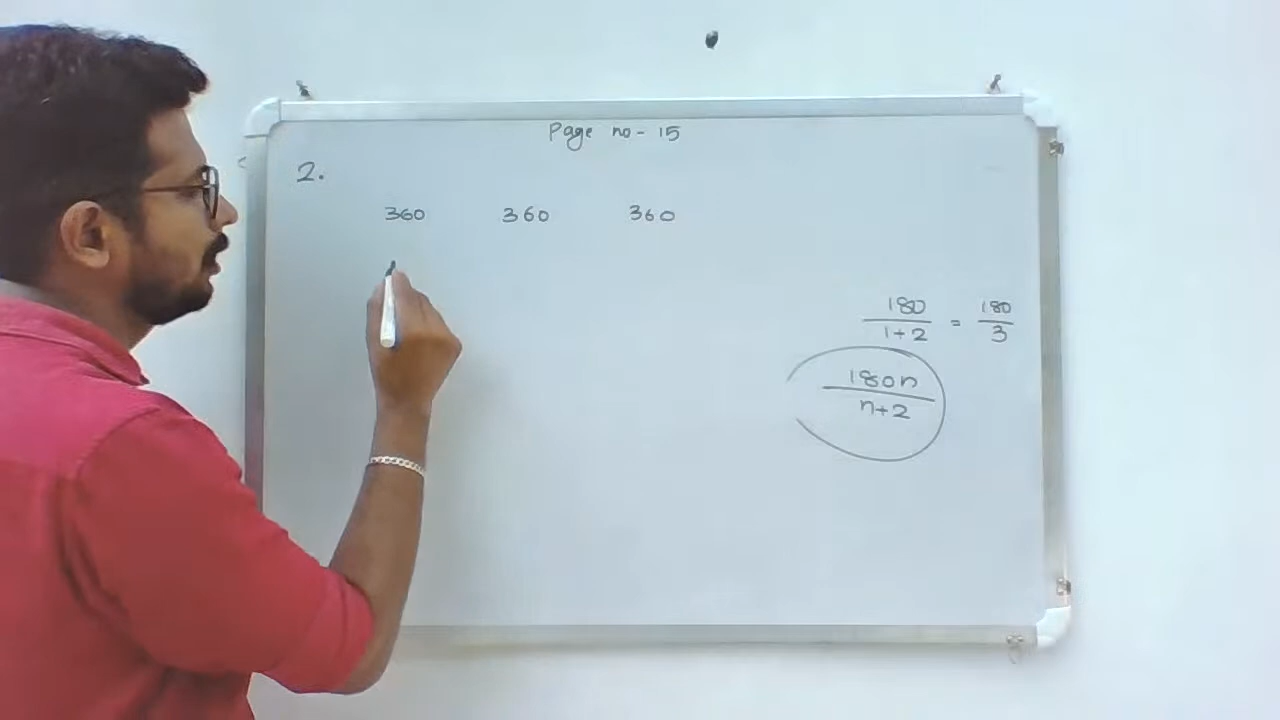 Page no - 15
2.
360 360 360
180/1+2 = 180/3
180n/n+2